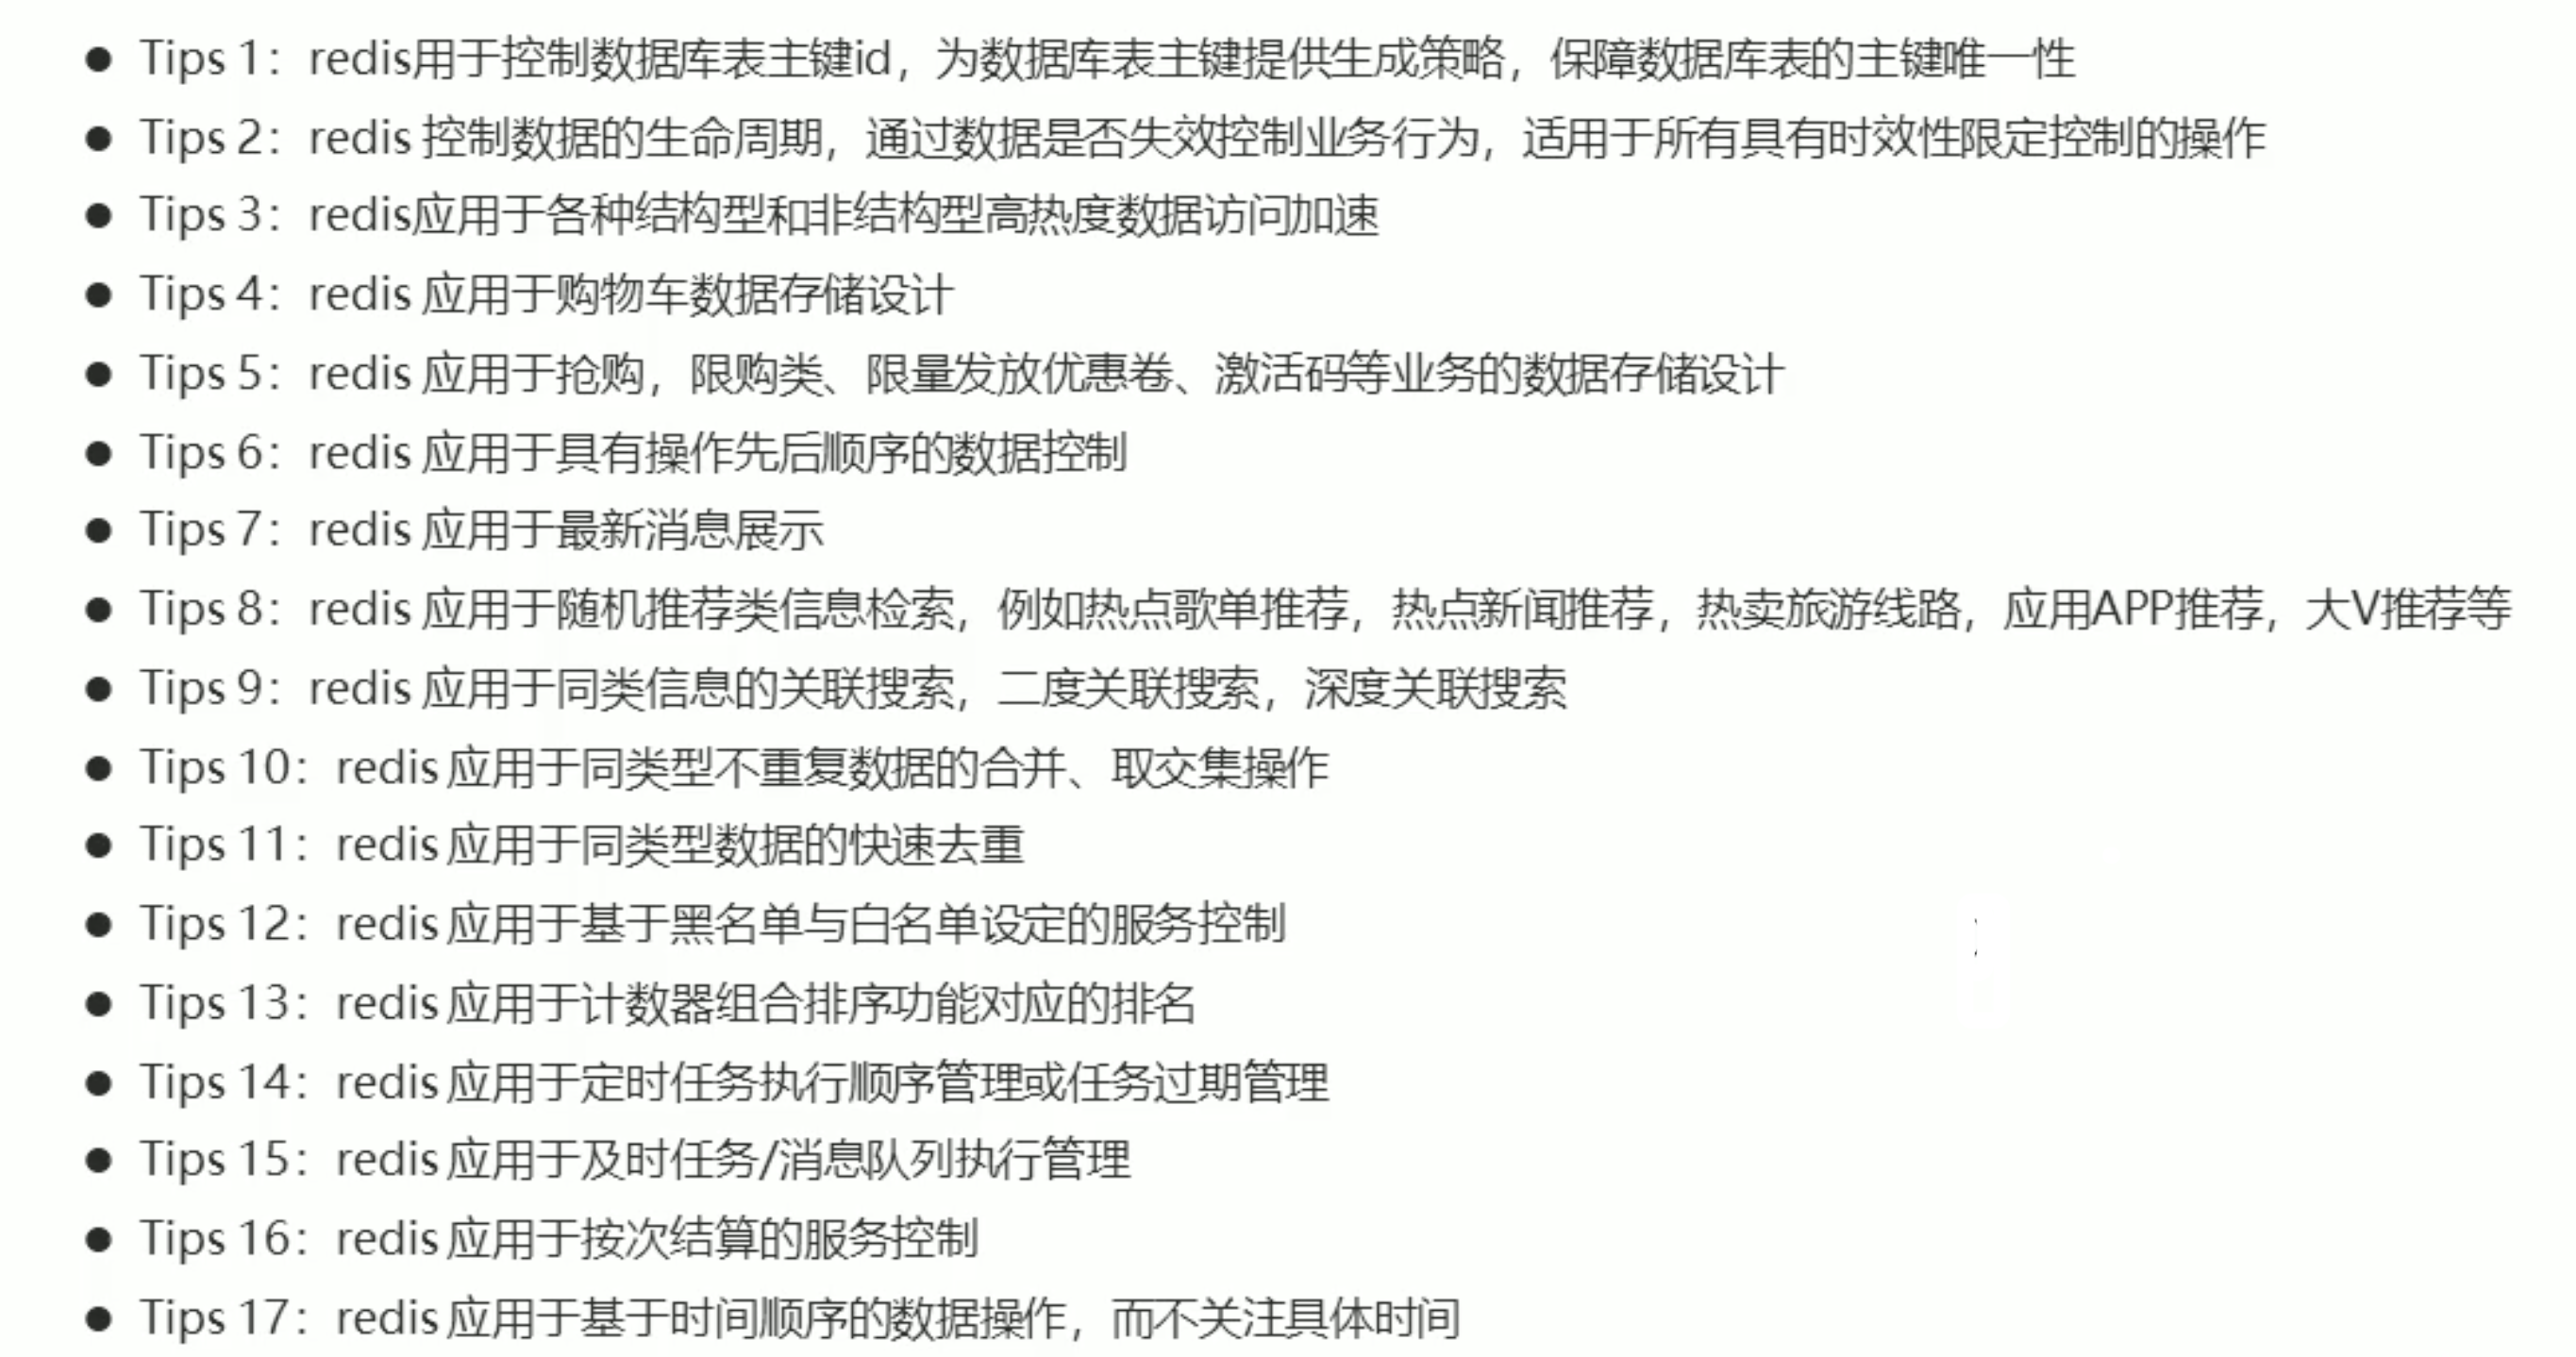 ● Tips 1：redis用于控制数据库表主键id，为数据库表主键提供生成策略，保障数据库表的主键唯一性
● Tips 2：redis 控制数据的生命周期，通过数据是否失效控制业务行为，适用于所有具有时效性限定控制的操作
● Tips 3：redis应用于各种结构型和非结构型高热度数据访问加速
● Tips 4：redis 应用于购物车数据存储设计
● Tips 5：redis 应用于抢购，限购类、限量发放优惠卷、激活码等业务的数据存储设计
● Tips 6：redis 应用于具有操作先后顺序的数据控制
● Tips 7：redis 应用于最新消息展示
● Tips 8：redis 应用于随机推荐类信息检索，例如热点歌单推荐，热点新闻推荐，热卖旅游线路，应用APP推荐，大V推荐等
● Tips 9：redis 应用于同类信息的关联搜索，二度关联搜索，深度关联搜索
● Tips 10：redis 应用于同类型不重复数据的合并、取交集操作
● Tips 11：redis 应用于同类型数据的快速去重
● Tips 12：redis 应用于基于黑名单与白名单设定的服务控制
● Tips 13：redis 应用于计数器组合排序功能对应的排名
● Tips 14：redis 应用于定时任务执行顺序管理或任务过期管理
● Tips 15：redis 应用于及时任务/消息队列执行管理
● Tips 16：redis 应用于按次结算的服务控制
● Tips 17：redis 应用于基于时间顺序的数据操作，而不关注具体时间